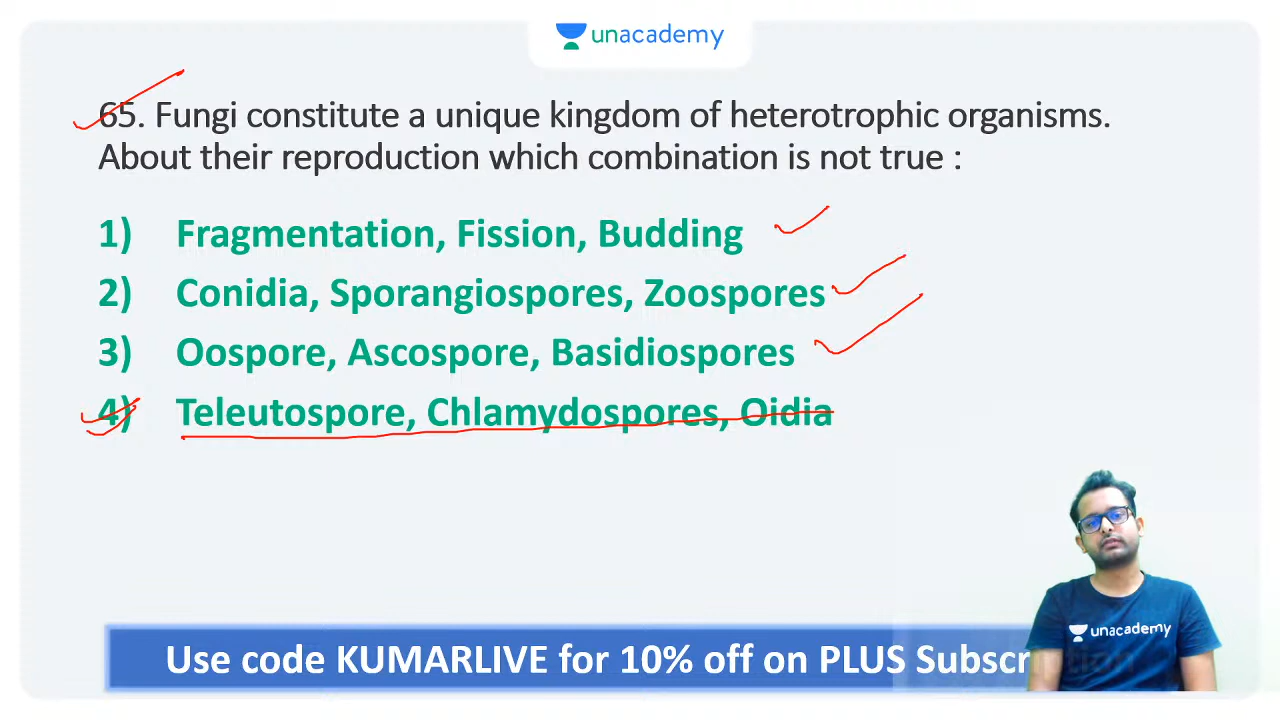 unacademy
65. Fungi constitute a unique kingdom of heterotrophic organisms.
About their reproduction which combination is not true :
1) Fragmentation, Fission, Budding
2) Conidia, Sporangiospores, Zoospores
3) Oospore, Ascospore, Basidiospores
4) Teleutospore, Chlamydospores, Oidia
unacademy
Use code KUMARLIVE for 10% off on PLUS Subscription